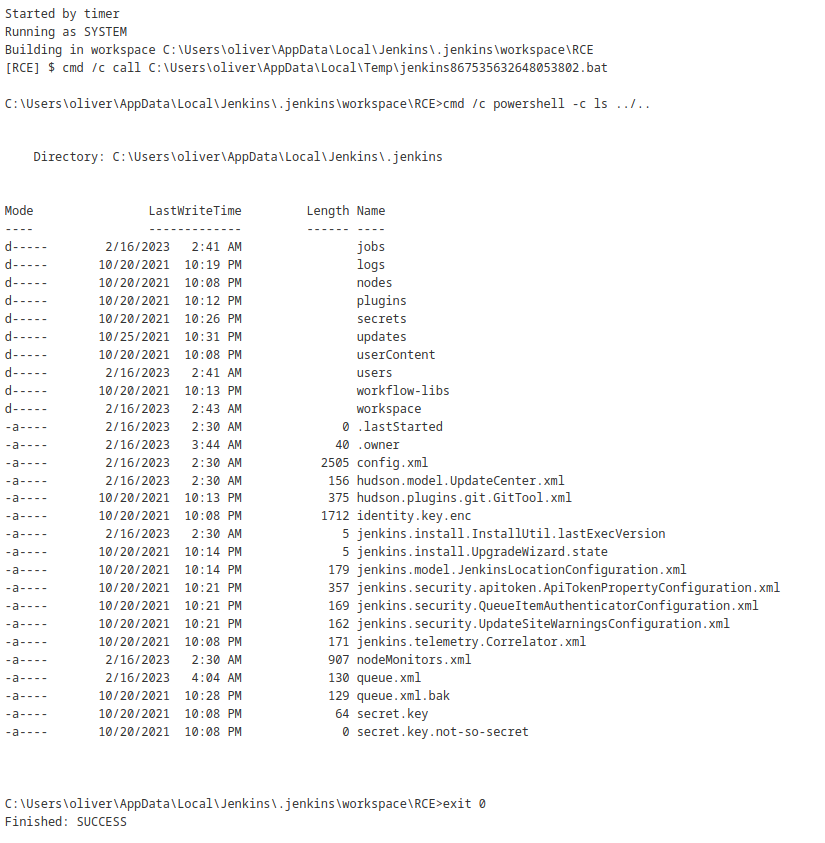 Started by timer
Running as SYSTEM
Building in workspace C:\Users\oliver\AppData\Local\Jenkins\.jenkins\workspace\RCE
[RCE] $ cmd /c call C:\Users\oliver\AppData\Local\Temp\jenkins867535632648053802.bat
C:\Users\oliver\AppData\Local\Jenkins\.jenkins\workspace\RCE>cmd /c powershell -c ls ../..
Directory: C:\Users\oliver\AppData\Local\Jenkins\.jenkins
Mode LastWriteTime Length Name
---- ------------- ------ ----
d----- 2/16/2023 2:41 AM jobs
d----- 10/20/2021 10:19 PM logs
d----- 10/20/2021 10:08 PM nodes
d----- 10/20/2021 10:12 PM plugins
d----- 10/20/2021 10:26 PM secrets
d----- 10/25/2021 10:31 PM updates
d----- 10/20/2021 10:08 PM userContent
d----- 2/16/2023 2:41 AM users
d----- 10/20/2021 10:13 PM workflow-libs
d----- 2/16/2023 2:43 AM workspace
-a---- 2/16/2023 2:30 AM 0 .lastStarted
-a---- 2/16/2023 3:44 AM 40 .owner
-a---- 2/16/2023 2:30 AM 2505 config.xml
-a---- 2/16/2023 2:30 AM 156 hudson.model.UpdateCenter.xml
-a---- 10/20/2021 10:13 PM 375 hudson.plugins.git.GitTool.xml
-a---- 10/20/2021 10:08 PM 1712 identity.key.enc
-a---- 2/16/2023 2:30 AM 5 jenkins.install.InstallUtil.lastExecVersion
-a---- 10/20/2021 10:14 PM 5 jenkins.install.UpgradeWizard.state
-a---- 10/20/2021 10:14 PM 179 jenkins.model.JenkinsLocationConfiguration.xml
-a---- 10/20/2021 10:21 PM 357 jenkins.security.apitoken.ApiTokenPropertyConfiguration.xml
-a---- 10/20/2021 10:21 PM 169 jenkins.security.QueueItemAuthenticatorConfiguration.xml
-a---- 10/20/2021 10:21 PM 162 jenkins.security.UpdateSiteWarningsConfiguration.xml
-a---- 10/20/2021 10:08 PM 171 jenkins.telemetry.Correlator.xml
-a---- 2/16/2023 2:30 AM 907 nodeMonitors.xml
-a---- 2/16/2023 4:04 AM 130 queue.xml
-a---- 10/20/2021 10:28 PM 129 queue.xml.bak
-a---- 10/20/2021 10:08 PM 64 secret.key
-a---- 10/20/2021 10:08 PM 0 secret.key.not-so-secret
C:\Users\oliver\AppData\Local\Jenkins\.jenkins\workspace\RCE>exit 0
Finished: SUCCESS